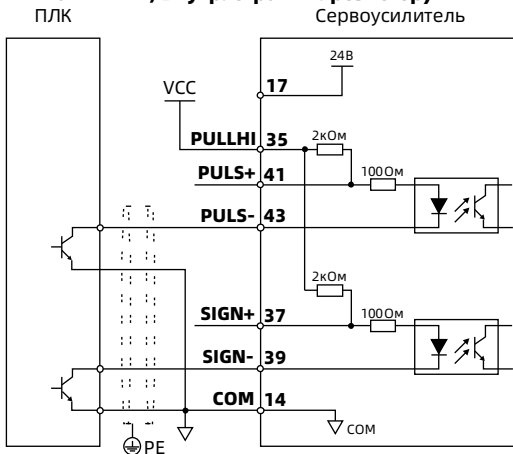 ПЛК
Сервоусилитель
24В
17
VCC
PULLHI 35
2кОм
PULS+ 41
100Ом
PULS- 43
2кОм
SIGN+ 37
100Ом
SIGN- 39
COM 14
COM
PE